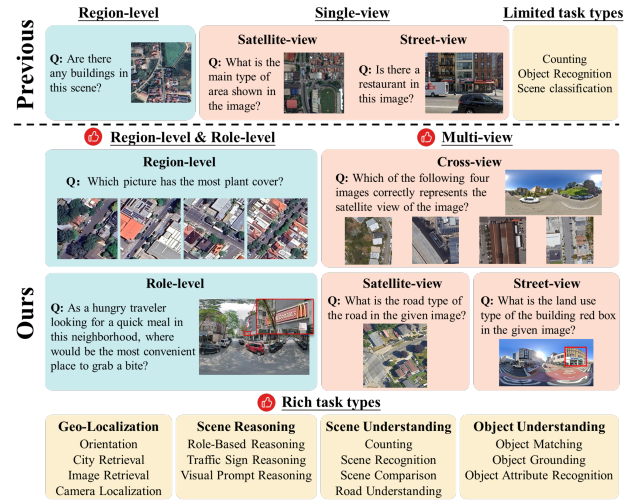 Region-level
Single-view
Limited task types
Previous
Q: Are there
any buildings in
this scene?
Satellite-view
Q: What is the
main type of
area shown in
the image?
Street-view
Q: Is there a
restaurant in
this image?
Counting
Object Recognition
Scene classification
Region-level & Role-level
Multi-view
Ours
Region-level
Q: Which picture has the most plant cover?
Cross-view
Q: Which of the following four
images correctly represents the
satellite view of the image?
Role-level
Q: As a hungry traveler
looking for a quick meal in
this neighborhood, where
would be the most convenient
place to grab a bite?
Satellite-view
Q: What is the road type of
the road in the given image?
Street-view
Q: What is the land use
type of the building red box
in the given image?
Rich task types
Geo-Localization
Orientation
City Retrieval
Image Retrieval
Camera Localization
Scene Reasoning
Role-Based Reasoning
Traffic Sign Reasoning
Visual Prompt Reasoning
Scene Understanding
Counting
Scene Recognition
Scene Comparison
Road Understanding
Object Understanding
Object Matching
Object Grounding
Object Attribute Recognition